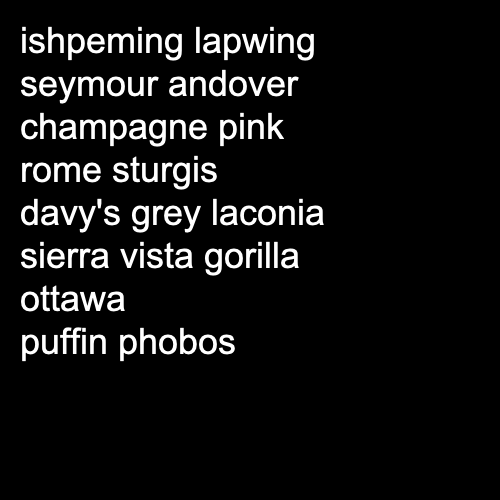 ishpeming lapwing
seymour andover
champagne pink
rome sturgis
davy's grey laconia
sierra vista gorilla
ottawa
puffin phobos